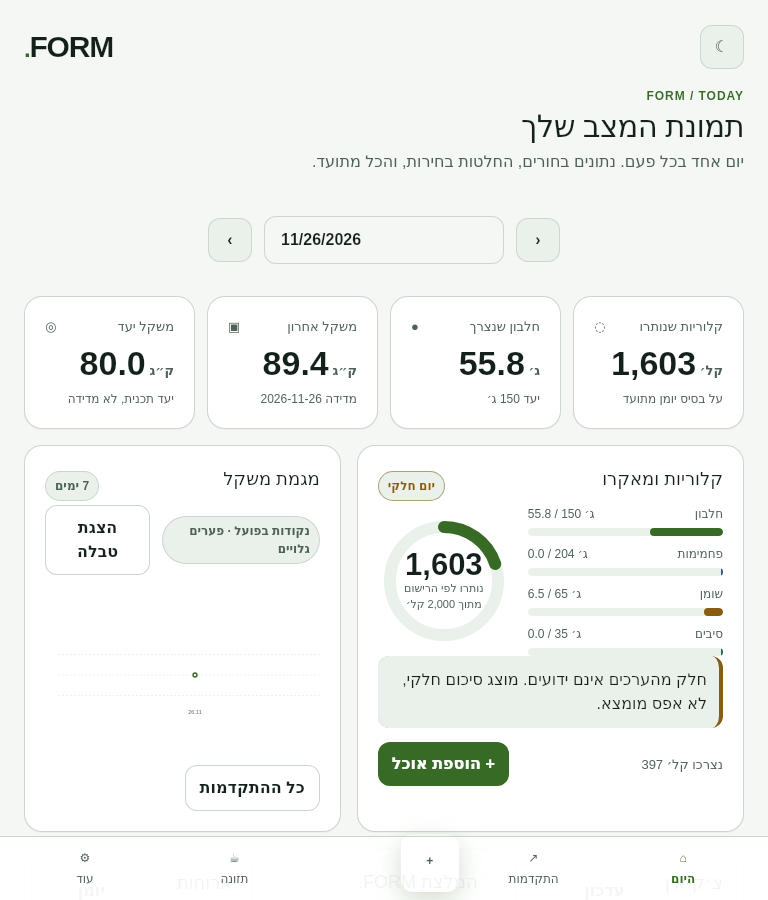 .FORM
FORM / TODAY
תמונת המצב שלך
יום אחד בכל פעם. נתונים בחורים, החלטות בחירות, והכל מתועד.
11/26/2026
קלוריות שנותרו
1,603 קל׳
על בסיס יומן מתועד
חלבון שנצרך
55.8 ג׳
יעד 150 ג׳
משקל אחרון
89.4 ק״ג
מדידה 2026-11-26
משקל יעד
80.0 ק״ג
יעד תכנית, לא מדידה
קלוריות ומאקרו
יום חלקי
חלבון
55.8 / 150 ג׳
פחמימות
0.0 / 204 ג׳
שומן
6.5 / 65 ג׳
סיבים
0.0 / 35 ג׳
1,603
נותרו לפי הרישום
מתוך 2,000 קל׳
חלק מהערכים אינם ידועים. מוצג סיכום חלקי,
לא אפס מומצא.
נצרכו קל׳ 397
+ הוספת אוכל
מגמת משקל
7 ימים
נקודות בפועל · פערים
גלויים
הצגת
טבלה
26.11
כל ההתקדמות
היום
התקדמות
+
תזונה
עוד
עדכון
המלצת FORM.
יומן